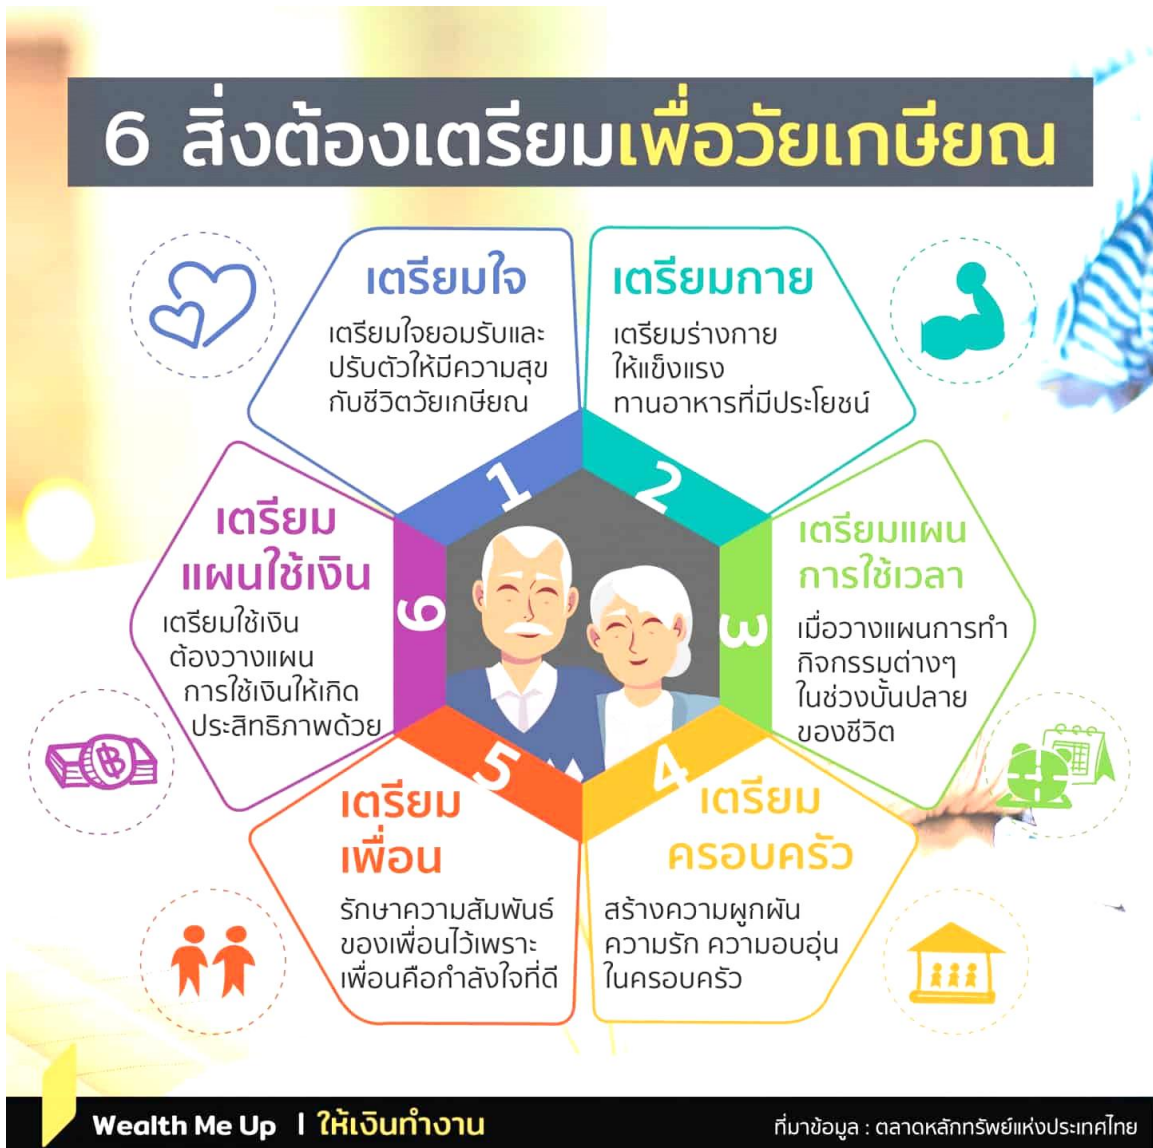 6 สิ่งต้องเตรียมเพื่อวัยเกษียณ
1
เตรียมใจ
เตรียมใจยอมรับและ
ปรับตัวให้มีความสุข
กับชีวิตวัยเกษียณ
2
เตรียมกาย
เตรียมร่างกาย
ให้แข็งแรง
ทานอาหารที่มีประโยชน์
3
เตรียมแผน
การใช้เวลา
เมื่อวางแผนการทำ
กิจกรรมต่างๆ
ในช่วงบั้นปลาย
ของชีวิต
4
เตรียม
ครอบครัว
สร้างความผูกผัน
ความรัก ความอบอุ่น
ในครอบครัว
5
เตรียม
เพื่อน
รักษาความสัมพันธ์
ของเพื่อนไว้เพราะ
เพื่อนคือกำลังใจที่ดี
6
เตรียม
แผนใช้เงิน
เตรียมใช้เงิน
ต้องวางแผน
การใช้เงินให้เกิด
ประสิทธิภาพด้วย
฿
Wealth Me Up | ให้เงินทำงาน
ที่มาข้อมูล : ตลาดหลักทรัพย์แห่งประเทศไทย